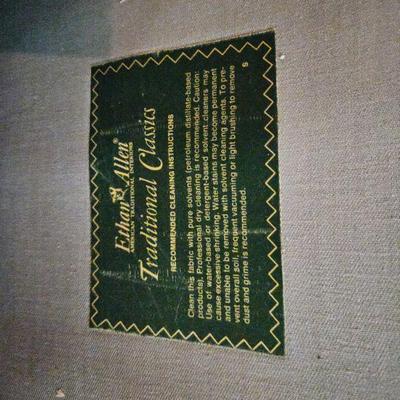 Ethan Allen®
AMERICAN TRADITIONAL INTERIORS
Traditional Classics
RECOMMENDED CLEANING INSTRUCTIONS
Clean this fabric with pure solvents (petroleum distillate-based
products). Professional dry cleaning is recommended. Caution:
Use of water-based or detergent-based solvent cleaners may
cause excessive shrinking. Water stains may become permanent
and unable to be removed with solvent cleaning agents. To pre-
vent overall soil, frequent vacuuming or light brushing to remove
dust and grime is recommended.
S